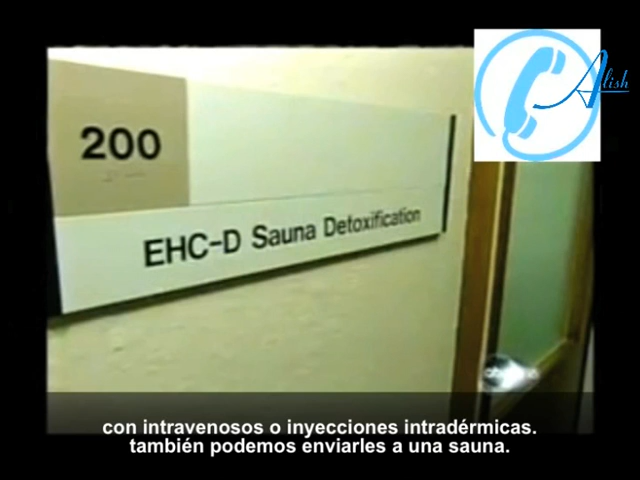 Alish
200
EHC-D Sauna Detoxification
con intravenosos o inyecciones intradérmicas.
también podemos enviarles a una sauna.